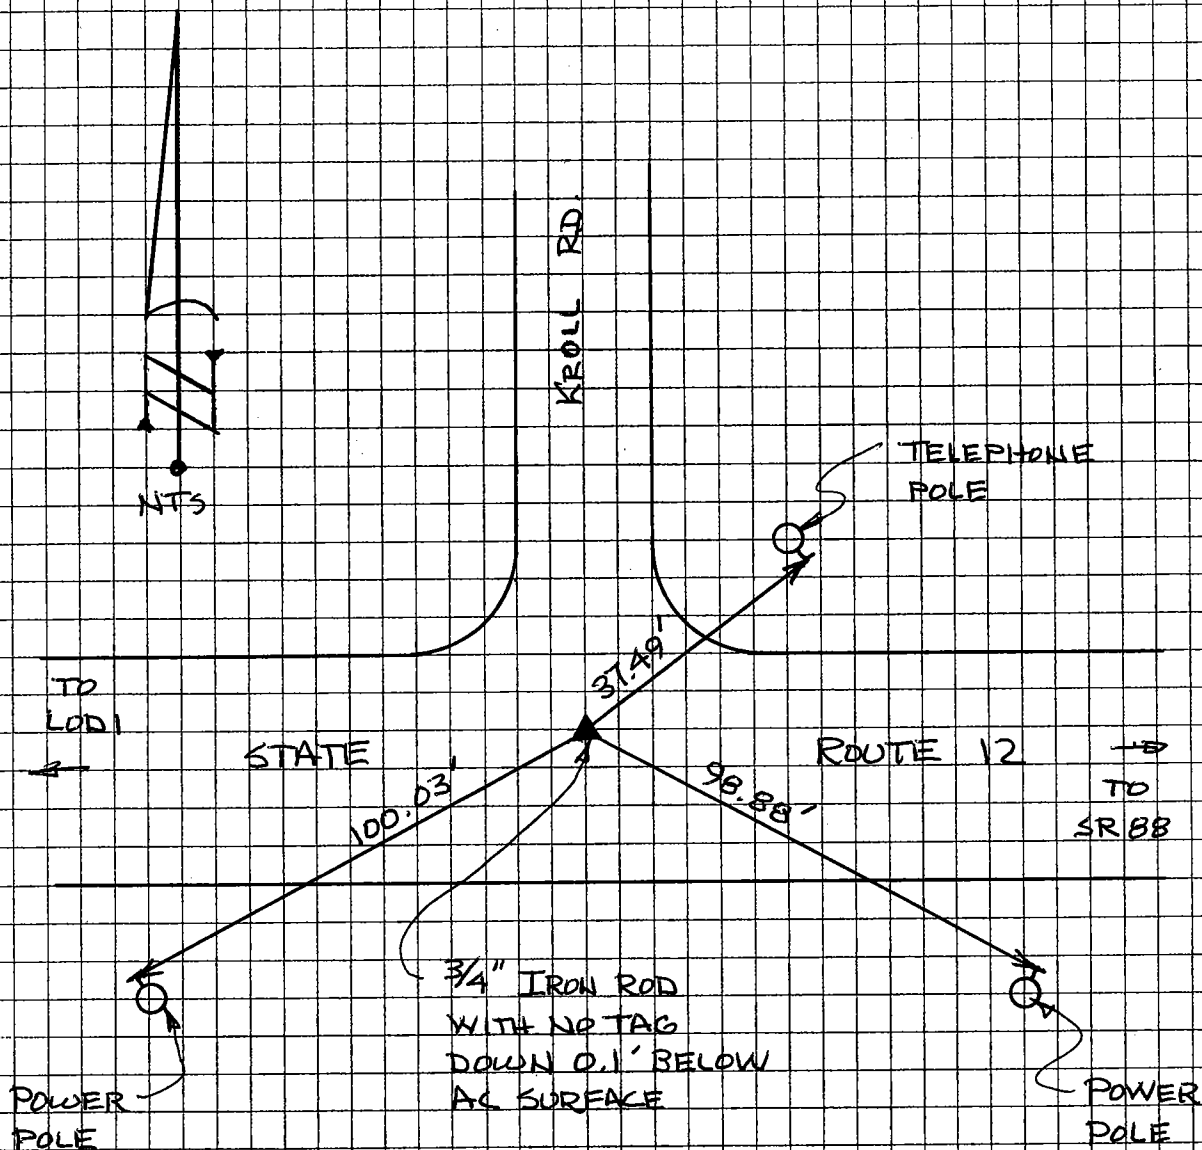 KROLL RD.
NTS
TELEPHONE
POLE
37.49'
TO
LODI
STATE
ROUTE 12
TO
SR 88
100.03'
98.88'
3/4" IRON ROD
WITH NO TAG
DOWN 0.1' BELOW
AC SURFACE
POWER
POLE
POWER
POLE